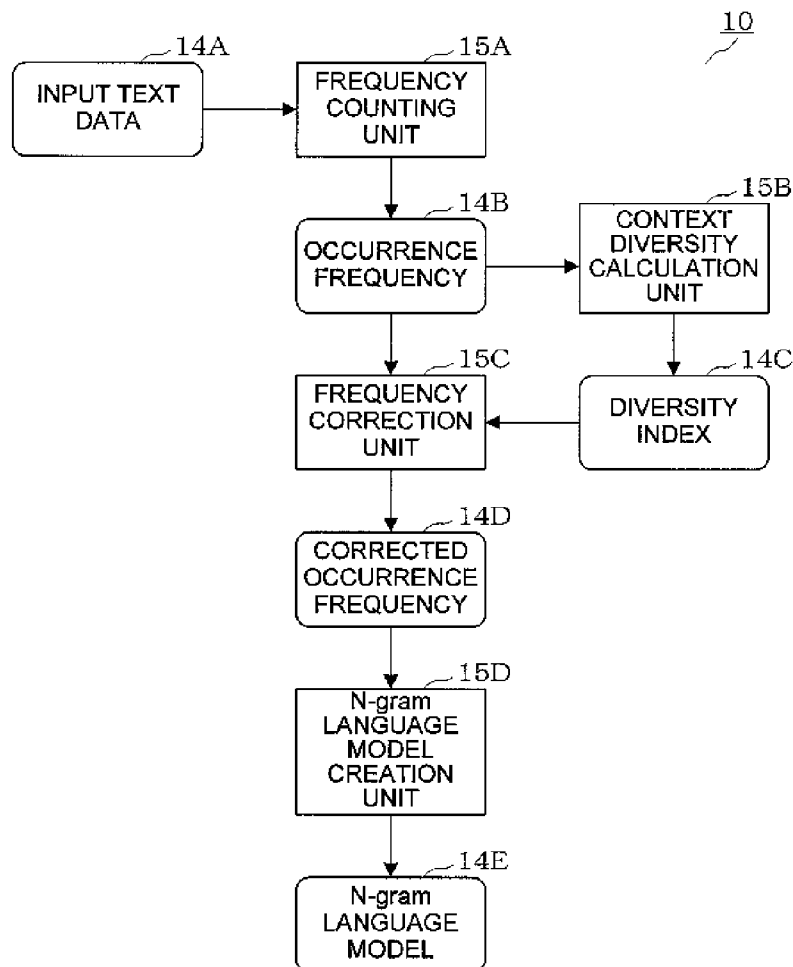 10
14A
INPUT TEXT
DATA
15A
FREQUENCY
COUNTING
UNIT
14B
OCCURRENCE
FREQUENCY
15B
CONTEXT
DIVERSITY
CALCULATION
UNIT
15C
FREQUENCY
CORRECTION
UNIT
14C
DIVERSITY
INDEX
14D
CORRECTED
OCCURRENCE
FREQUENCY
15D
N-gram
LANGUAGE
MODEL
CREATION
UNIT
14E
N-gram
LANGUAGE
MODEL